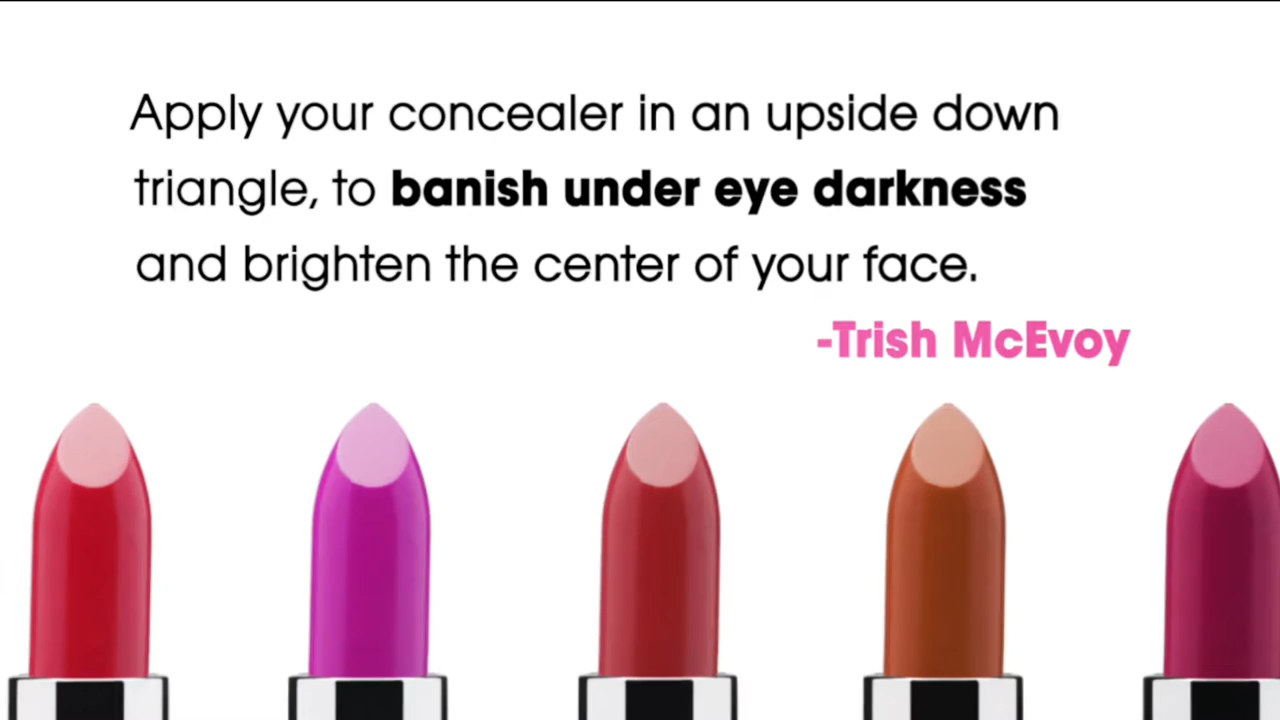 Apply your concealer in an upside down
triangle, to banish under eye darkness
and brighten the center of your face.
-Trish McEvoy